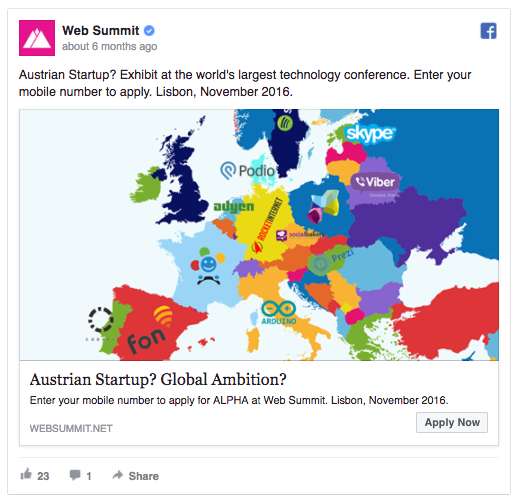 Web Summit
about 6 months ago
Austrian Startup? Exhibit at the world's largest technology conference. Enter your
mobile number to apply. Lisbon, November 2016.
skype
Podio
Viber
adyen
ROCKET INTERNET
socialbakers
Prezi
ARDUINO
fon
Austrian Startup? Global Ambition?
Enter your mobile number to apply for ALPHA at Web Summit. Lisbon, November 2016.
WEBSUMMIT.NET
Apply Now
23
1
Share